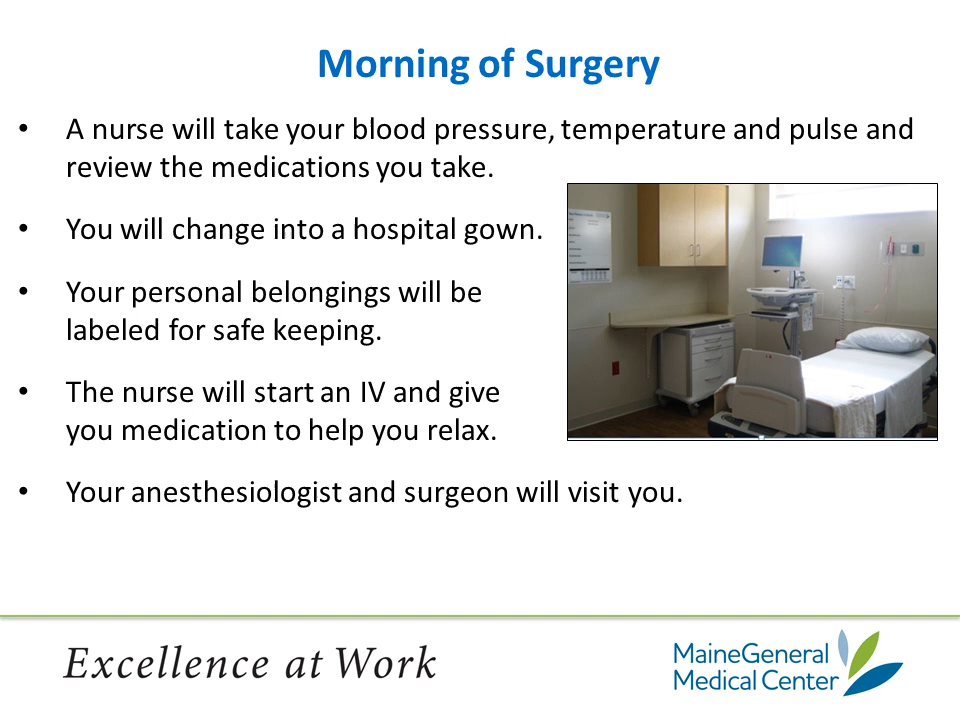 Morning of Surgery
• A nurse will take your blood pressure, temperature and pulse and
review the medications you take.
• You will change into a hospital gown.
• Your personal belongings will be
labeled for safe keeping.
• The nurse will start an IV and give
you medication to help you relax.
• Your anesthesiologist and surgeon will visit you.
Excellence at Work
MaineGeneral
Medical Center